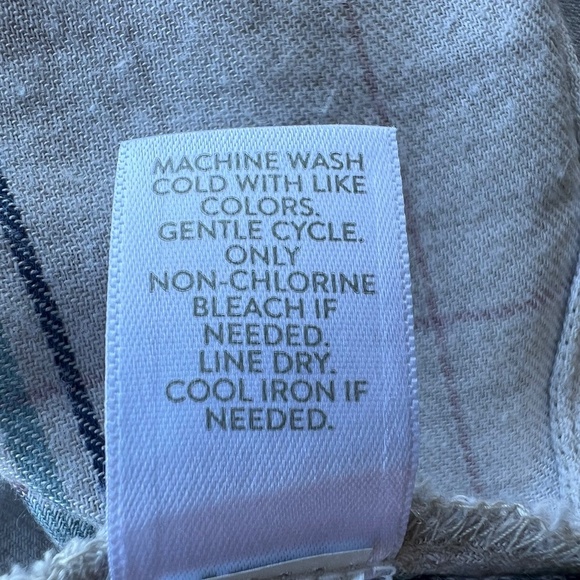 MACHINE WASH
COLD WITH LIKE
COLORS.
GENTLE CYCLE.
ONLY
NON-CHLORINE
BLEACH IF
NEEDED.
LINE DRY.
COOL IRON IF
NEEDED.